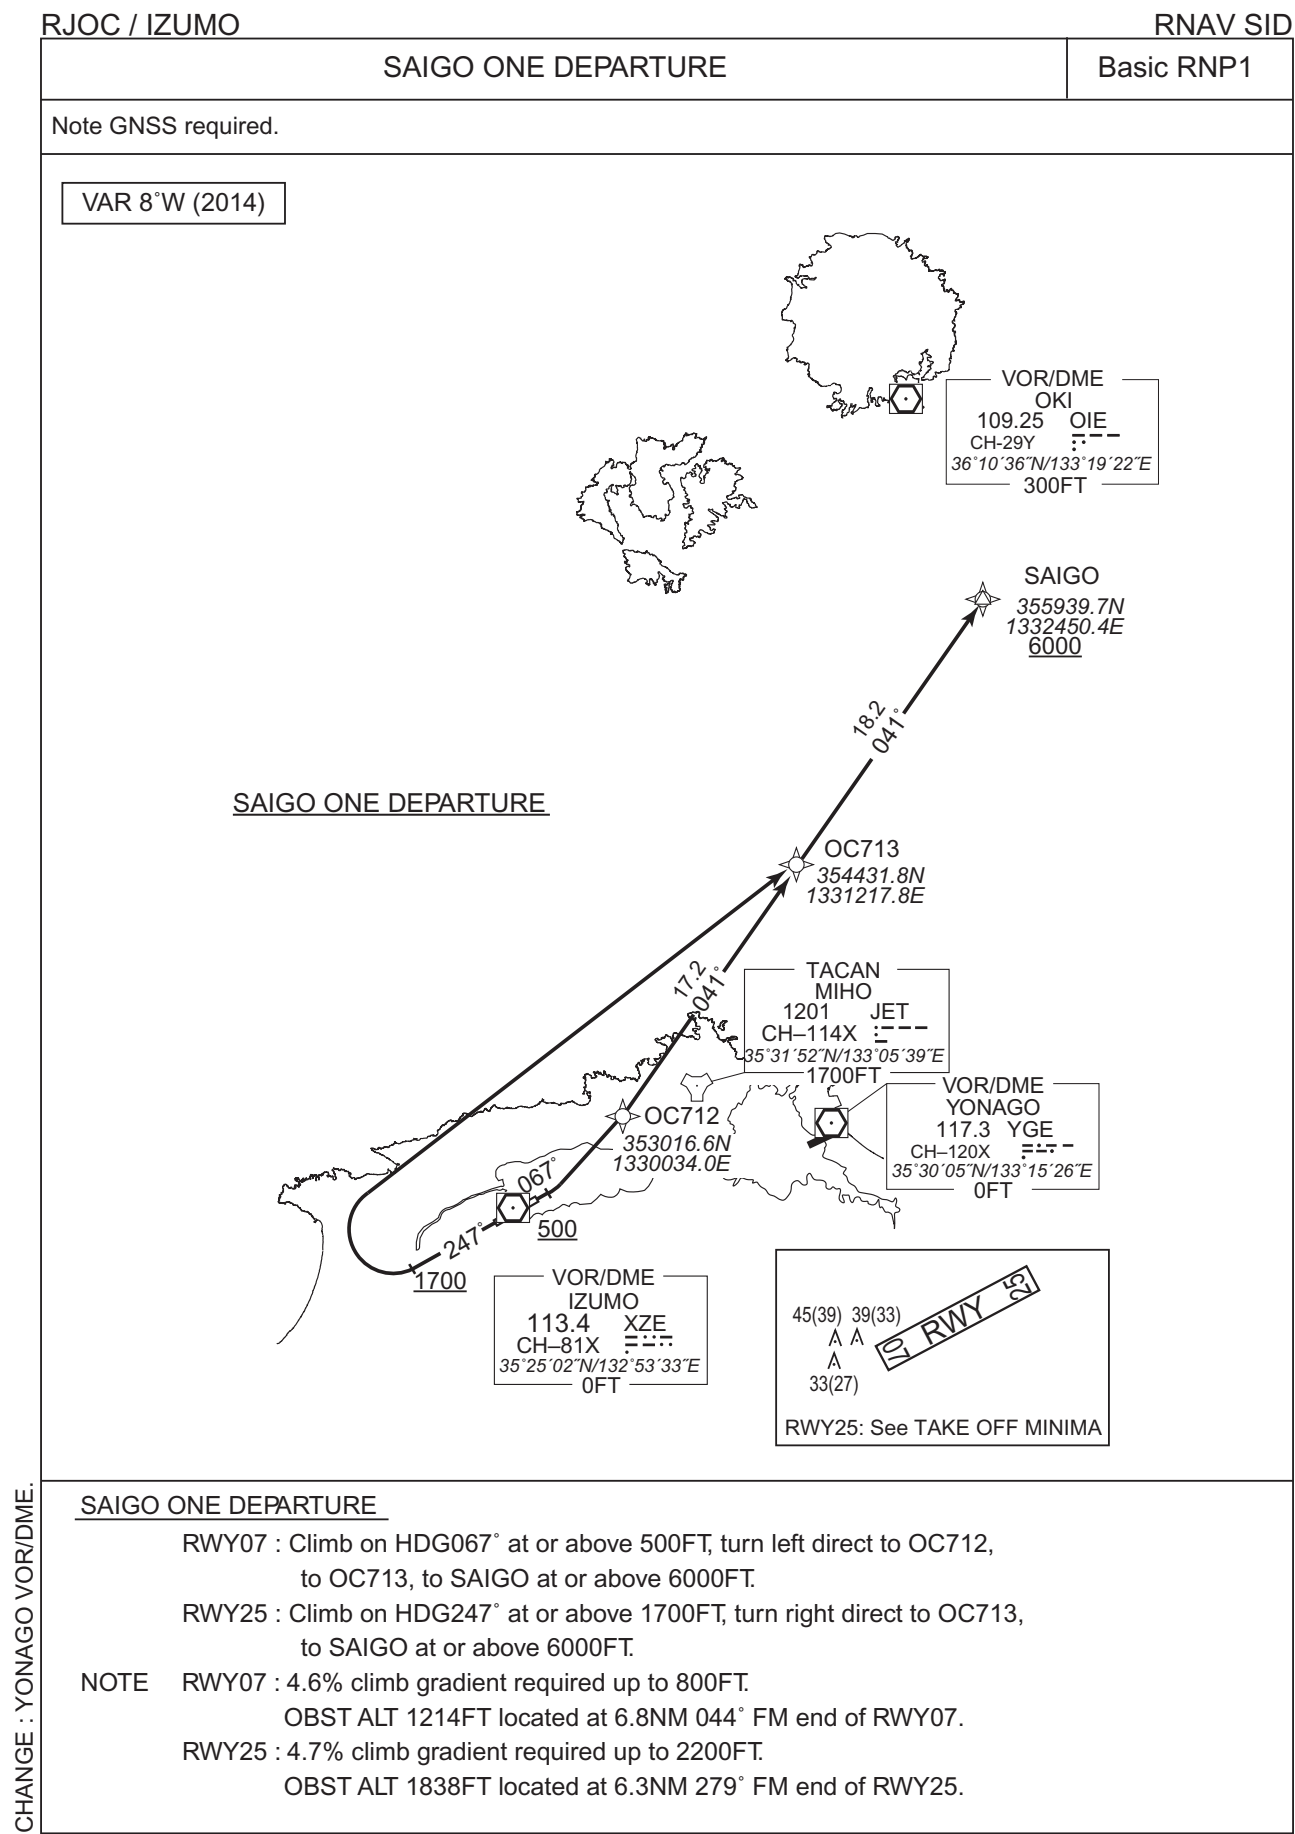 RJOC / IZUMO
RNAV SID
SAIGO ONE DEPARTURE
Basic RNP1
Note GNSS required.
VAR 8˚W (2014)
VOR/DME
OKI
109.25 OIE
CH-29Y
36˚10´36˝N/133˚19´22˝E
300FT
SAIGO
355939.7N
1332450.4E
6000
18.2
041˚
SAIGO ONE DEPARTURE
OC713
354431.8N
1331217.8E
17.2
041˚
TACAN
MIHO
1201 JET
CH–114X
35˚31´52˝N/133˚05´39˝E
1700FT
VOR/DME
YONAGO
117.3 YGE
CH–120X
35˚30´05˝N/133˚15´26˝E
0FT
OC712
353016.6N
1330034.0E
067˚
500
247˚
1700
VOR/DME
IZUMO
113.4 XZE
CH–81X
35˚25´02˝N/132˚53´33˝E
0FT
45(39) 39(33)
33(27)
07 RWY 25
RWY25: See TAKE OFF MINIMA
SAIGO ONE DEPARTURE
RWY07 : Climb on HDG067˚ at or above 500FT, turn left direct to OC712,
to OC713, to SAIGO at or above 6000FT.
RWY25 : Climb on HDG247˚ at or above 1700FT, turn right direct to OC713,
to SAIGO at or above 6000FT.
NOTE RWY07 : 4.6% climb gradient required up to 800FT.
OBST ALT 1214FT located at 6.8NM 044˚ FM end of RWY07.
RWY25 : 4.7% climb gradient required up to 2200FT.
OBST ALT 1838FT located at 6.3NM 279˚ FM end of RWY25.
CHANGE : YONAGO VOR/DME.